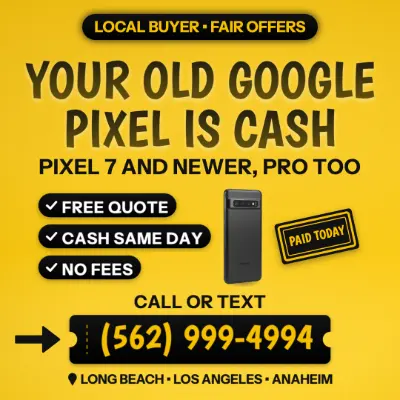 LOCAL BUYER • FAIR OFFERS
YOUR OLD GOOGLE
PIXEL IS CASH
PIXEL 7 AND NEWER, PRO TOO
FREE QUOTE
CASH SAME DAY
NO FEES
PAID TODAY
CALL OR TEXT
(562) 999-4994
LONG BEACH • LOS ANGELES • ANAHEIM